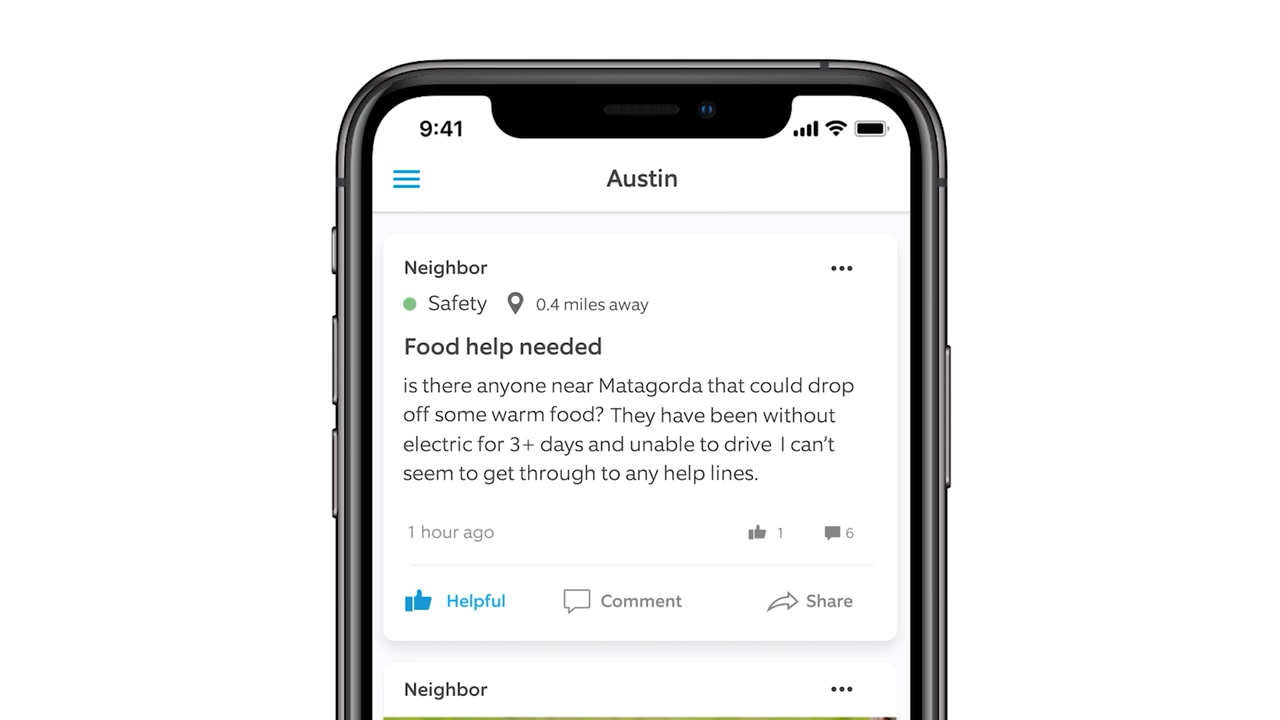 9:41
Austin
Neighbor
Safety 0.4 miles away
Food help needed
is there anyone near Matagorda that could drop
off some warm food? They have been without
electric for 3+ days and unable to drive I can't
seem to get through to any help lines.
1 hour ago 1 6
Helpful Comment Share
Neighbor